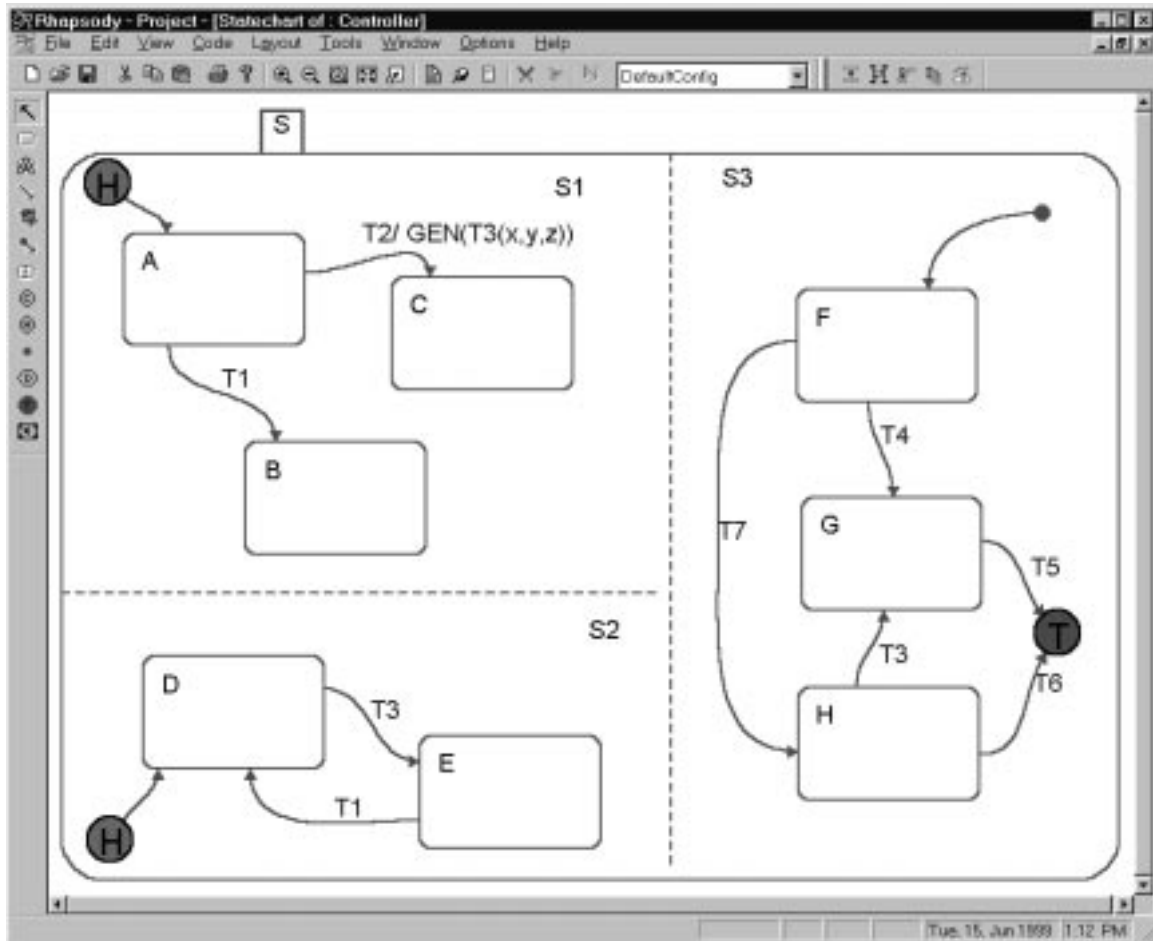 Rhapsody - Project - [Statechart of : Controller]
File Edit View Code Layout Tools Window Options Help
DefaultConfig
S
H
S1
S3
A
T2/ GEN(T3(x,y,z))
C
F
T1
T4
B
G
T7
T5
S2
T
D
T3
T3
T6
H
E
T1
H
Tue, 15, Jun 1999 1:12 PM